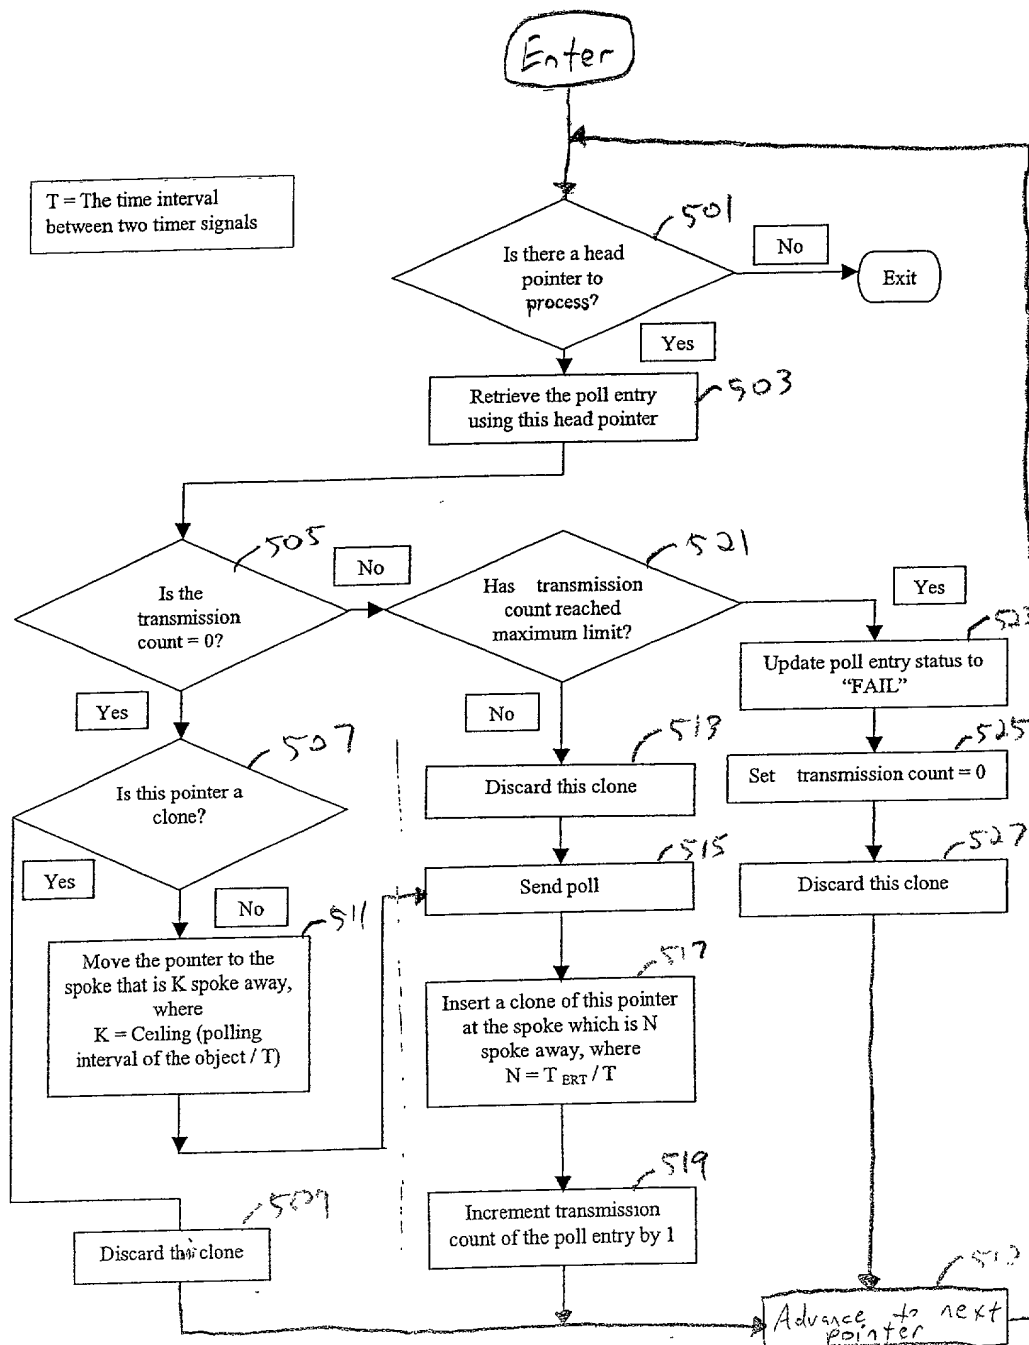 Enter
T = The time interval
between two timer signals
501
Is there a head
pointer to
process?
No
Exit
Yes
503
Retrieve the poll entry
using this head pointer
505
Is the
transmission
count = 0?
No
521
Has transmission
count reached
maximum limit?
Yes
523
Update poll entry status to
“FAIL”
Yes
No
507
Is this pointer a
clone?
513
Discard this clone
525
Set transmission count = 0
515
Send poll
527
Discard this clone
Yes
No
511
Move the pointer to the
spoke that is K spoke away,
where
K = Ceiling (polling
interval of the object / T)
517
Insert a clone of this pointer
at the spoke which is N
spoke away, where
N = T ERT / T
509
Discard this clone
519
Increment transmission
count of the poll entry by 1
Advance to next
pointer